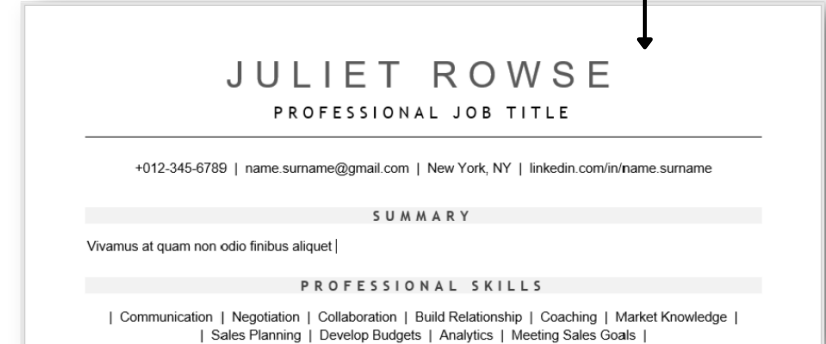 JULIET ROWSE
PROFESSIONAL JOB TITLE
+012-345-6789 | name.surname@gmail.com | New York, NY | linkedin.com/in/name.surname
SUMMARY
Vivamus at quam non odio finibus aliquet |
PROFESSIONAL SKILLS
| Communication | Negotiation | Collaboration | Build Relationship | Coaching | Market Knowledge |
| Sales Planning | Develop Budgets | Analytics | Meeting Sales Goals |